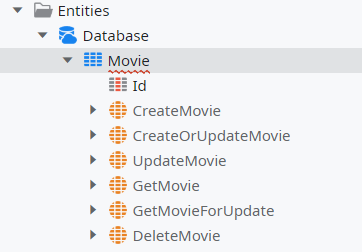 Entities
Database
Movie
Id
CreateMovie
CreateOrUpdateMovie
UpdateMovie
GetMovie
GetMovieForUpdate
DeleteMovie